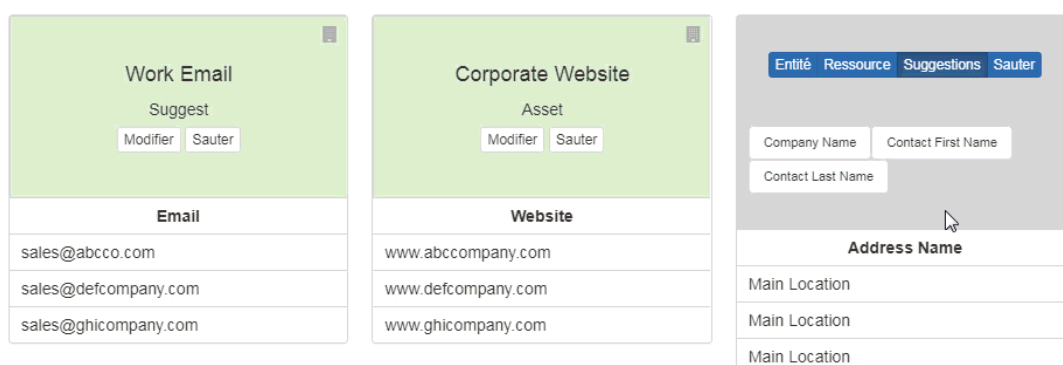 Work Email
Suggest
Modifier Sauter
Email
sales@abcco.com
sales@defcompany.com
sales@ghicompany.com
Corporate Website
Asset
Modifier Sauter
Website
www.abccompany.com
www.defcompany.com
www.ghicompany.com
Entité Ressource Suggestions Sauter
Company Name Contact First Name
Contact Last Name
Address Name
Main Location
Main Location
Main Location